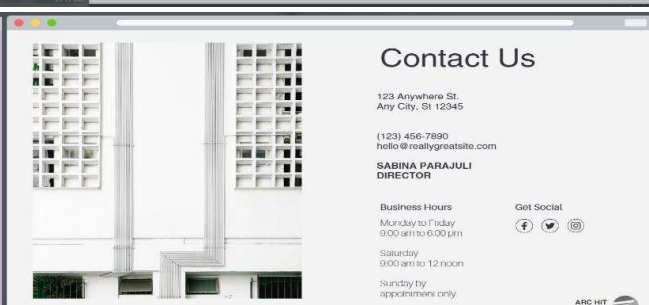 Contact Us
123 Anywhere St.
Any City, St 12345
(123) 456-7890
hello@reallygreatsite.com
SABINA PARAJULI
DIRECTOR
Business Hours
Monday to Friday
9:00 am to 6:00 pm
Saturday
9:00 am to 12 noon
Sunday by
appointment only.
Get Social
ARC HIT